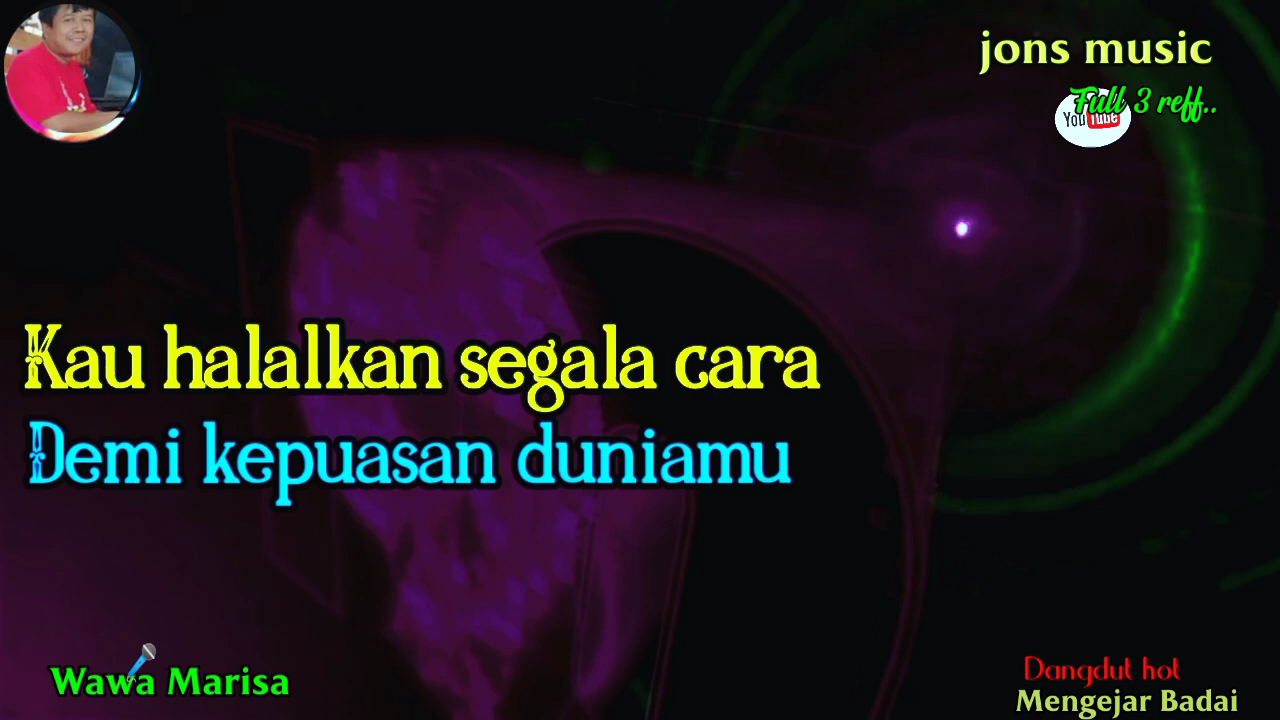 jons music
Full 3 reff..
YouTube
Kau halalkan segala cara
Demi kepuasan duniamu
Wawa Marisa
Dangdut hot
Mengejar Badai